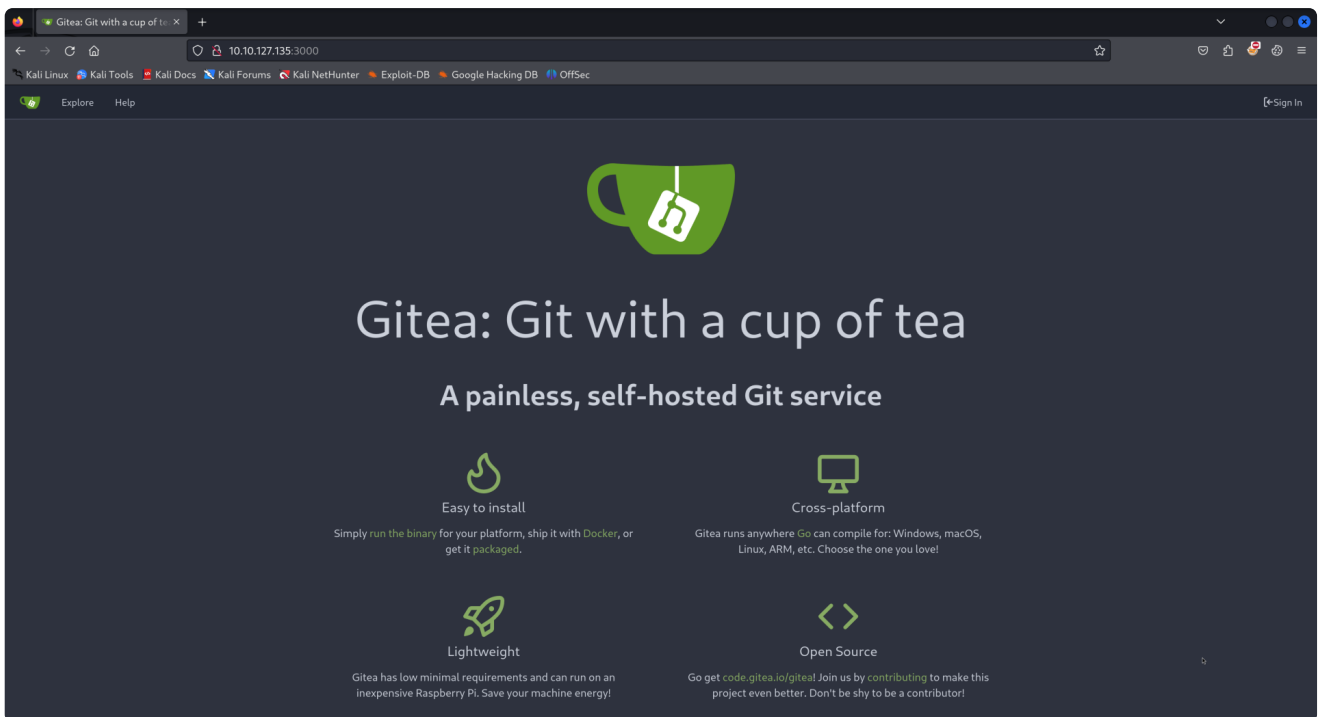 Gitea: Git with a cup of te
10.10.127.135:3000
Kali Linux Kali Tools Kali Docs Kali Forums Kali NetHunter Exploit-DB Google Hacking DB OffSec
Explore Help Sign In
Gitea: Git with a cup of tea
A painless, self-hosted Git service
Easy to install
Simply run the binary for your platform, ship it with Docker, or
get it packaged.
Cross-platform
Gitea runs anywhere Go can compile for: Windows, macOS,
Linux, ARM, etc. Choose the one you love!
Lightweight
Gitea has low minimal requirements and can run on an
inexpensive Raspberry Pi. Save your machine energy!
Open Source
Go get code.gitea.io/gitea! Join us by contributing to make this
project even better. Don't be shy to be a contributor!